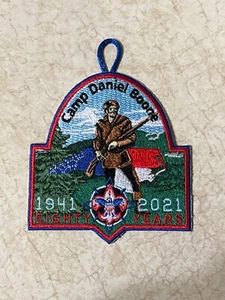 Camp Daniel Boone
1941 2021
EIGHTY YEARS